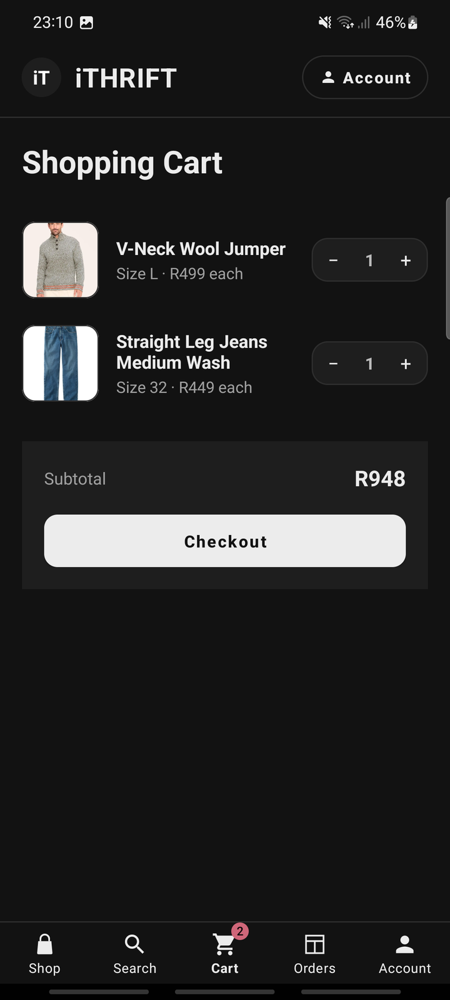 23:10
46%
iT
iTHRIFT
Account
Shopping Cart
V-Neck Wool Jumper
Size L · R499 each
− 1 +
Straight Leg Jeans
Medium Wash
Size 32 · R449 each
− 1 +
Subtotal
R948
Checkout
2
Shop
Search
Cart
Orders
Account